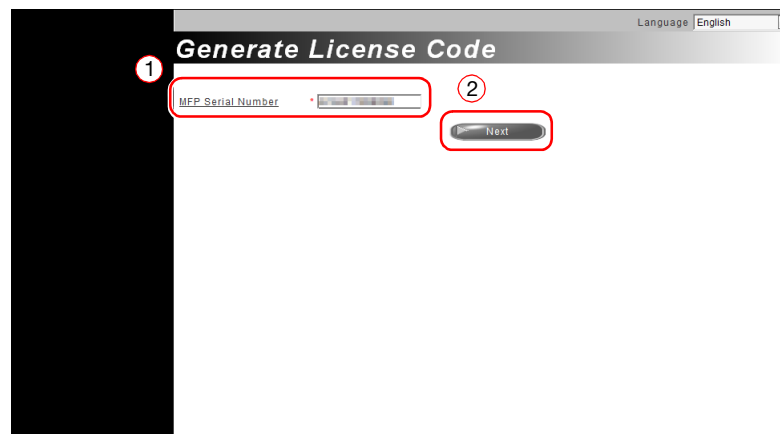 Language English
Generate License Code
1
MFP Serial Number *
2
Next